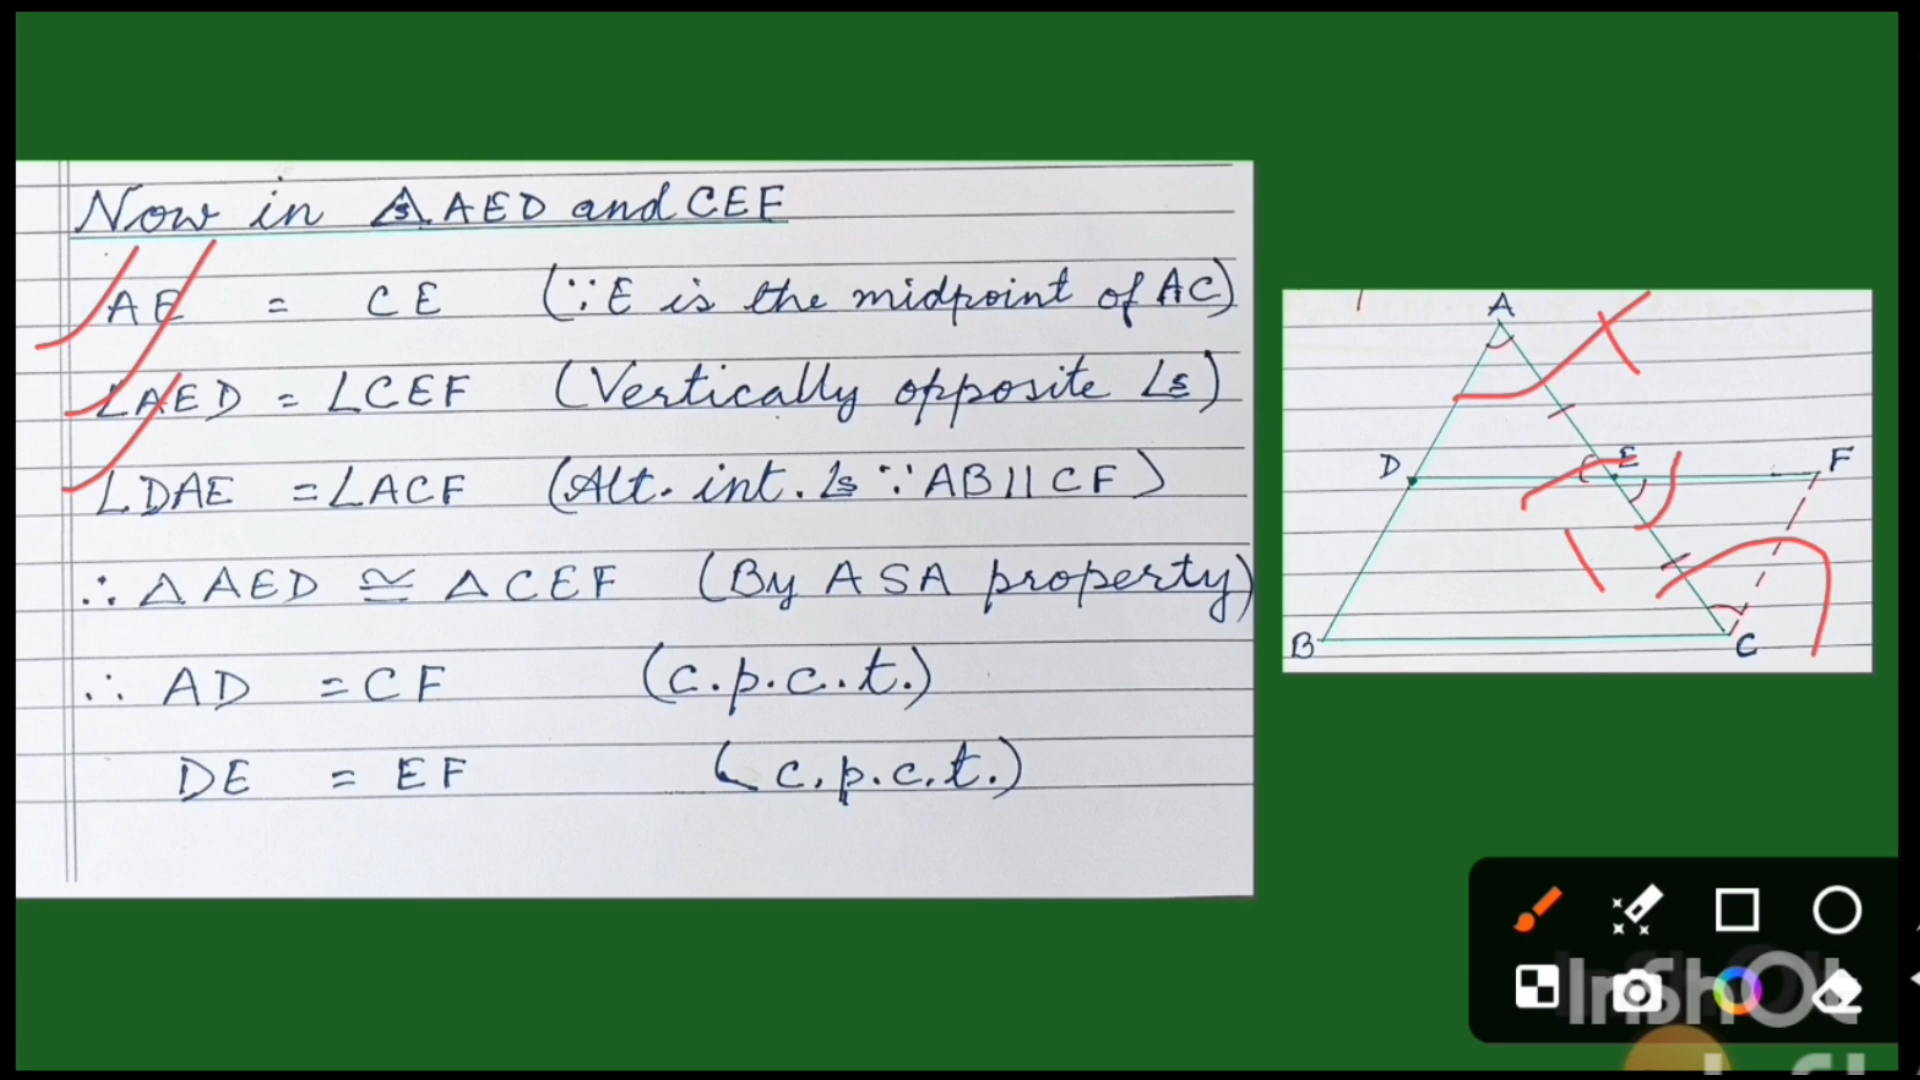 Now in △s AED and CEF
AE = CE (∵ E is the midpoint of AC)
∠AED = ∠CEF (Vertically opposite ∠s)
∠DAE = ∠ACF (Alt. int. ∠s ∵ AB || CF)
∴ △AED ≅ △CEF (By ASA property)
∴ AD = CF (c.p.c.t.)
DE = EF (c.p.c.t.)
A
D
E
F
B
C
InShOt